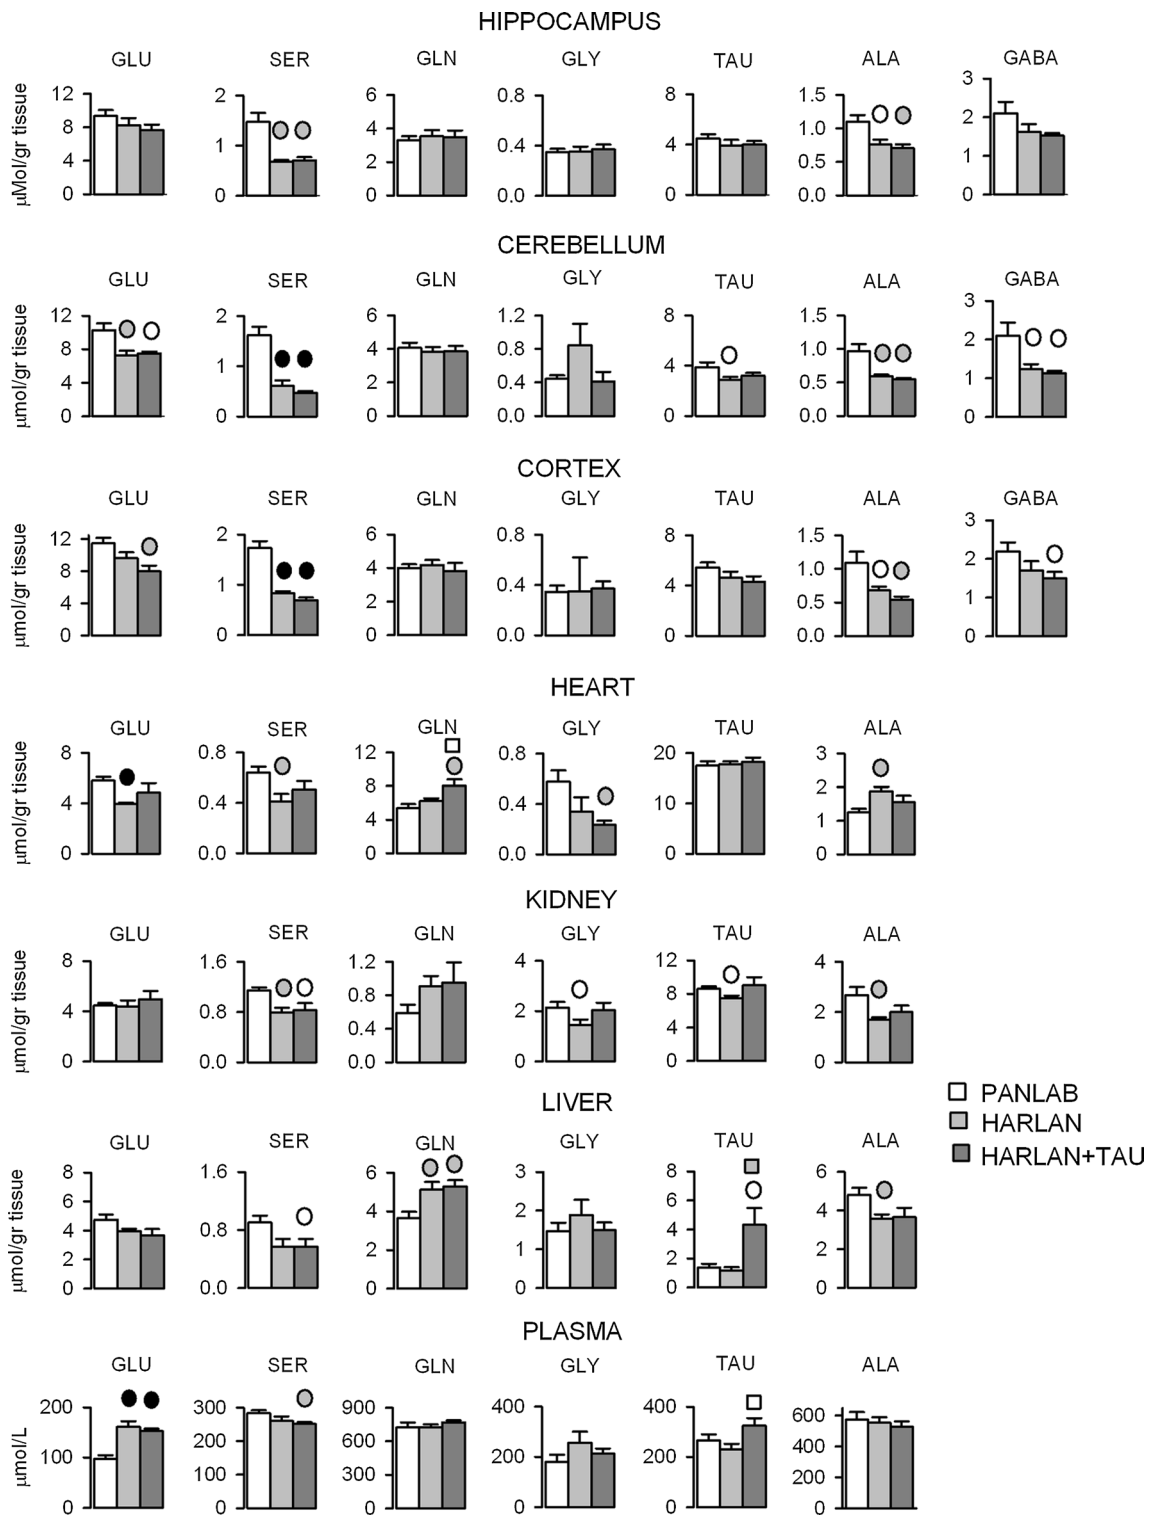 HIPPOCAMPUS
GLU SER GLN GLY TAU ALA GABA
µMol/gr tissue
12 8 4 0
2 1 0
6 4 2 0
0.8 0.4 0.0
8 4 0
1.5 1.0 0.5 0.0
3 2 1 0
CEREBELLUM
GLU SER GLN GLY TAU ALA GABA
µmol/gr tissue
12 8 4 0
2 1 0
6 4 2 0
1.2 0.8 0.4 0.0
8 4 0
1.5 1.0 0.5 0.0
3 2 1 0
CORTEX
GLU SER GLN GLY TAU ALA GABA
µmol/gr tissue
12 8 4 0
2 1 0
6 4 2 0
0.8 0.4 0.0
8 4 0
1.5 1.0 0.5 0.0
3 2 1 0
HEART
GLU SER GLN GLY TAU ALA
µmol/gr tissue
8 4 0
0.8 0.4 0.0
12 8 4 0
0.8 0.4 0.0
20 10 0
3 2 1 0
KIDNEY
GLU SER GLN GLY TAU ALA
µmol/gr tissue
8 4 0
1.6 0.8 0.0
1.2 0.8 0.4 0.0
4 2 0
12 8 4 0
4 2 0
PANLAB
HARLAN
HARLAN+TAU
LIVER
GLU SER GLN GLY TAU ALA
µmol/gr tissue
8 6 4 2 0
1.6 0.8 0.0
6 4 2 0
3 2 1 0
8 6 4 2 0
6 4 2 0
PLASMA
GLU SER GLN GLY TAU ALA
µmol/L
200 100 0
300 200 100 0
900 600 300 0
400 200 0
400 200 0
600 400 200 0